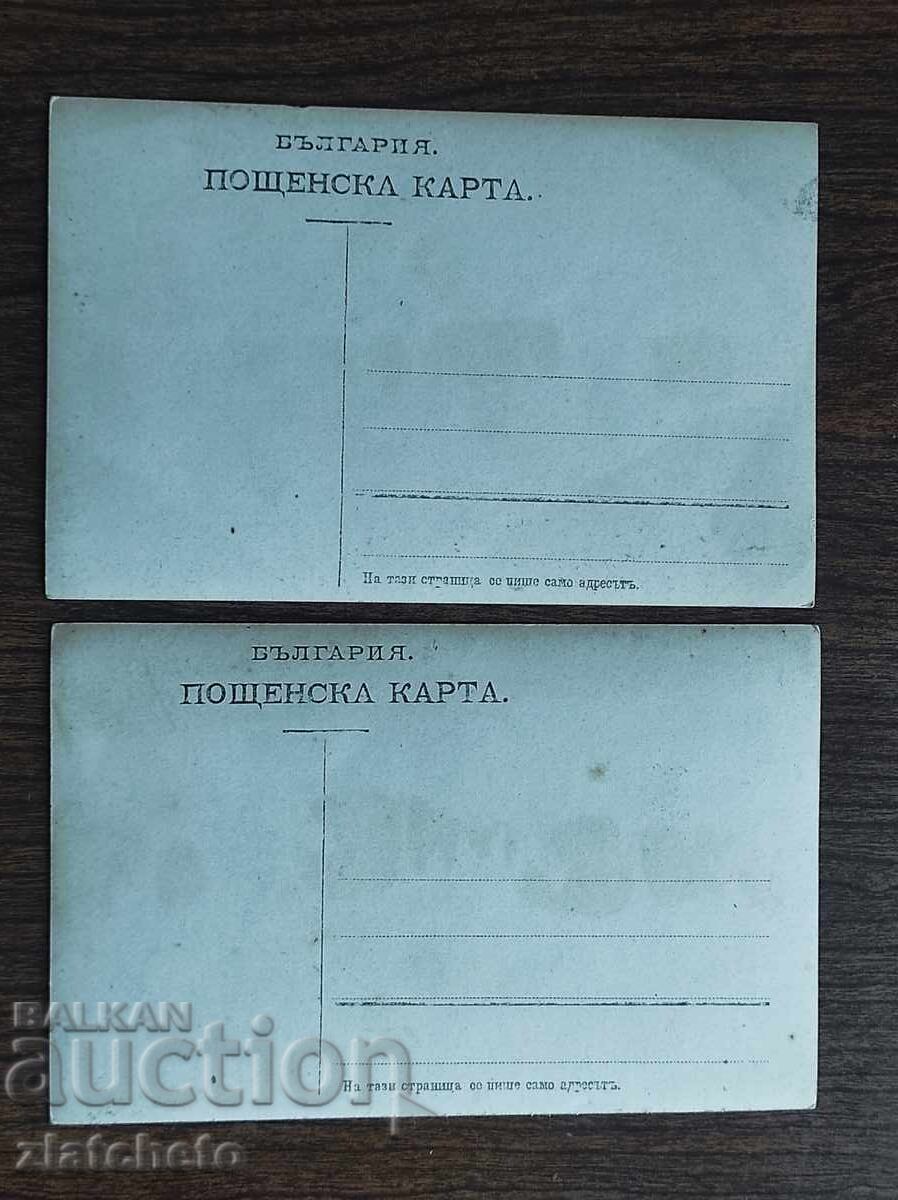 БЪЛГАРИЯ.
ПОЩЕНСКА КАРТА.
На тази страница се пише само адресътъ.
БЪЛГАРИЯ.
ПОЩЕНСКА КАРТА.
На тази страница се пише само адресътъ.
BALKAN
auction
zlatcheto